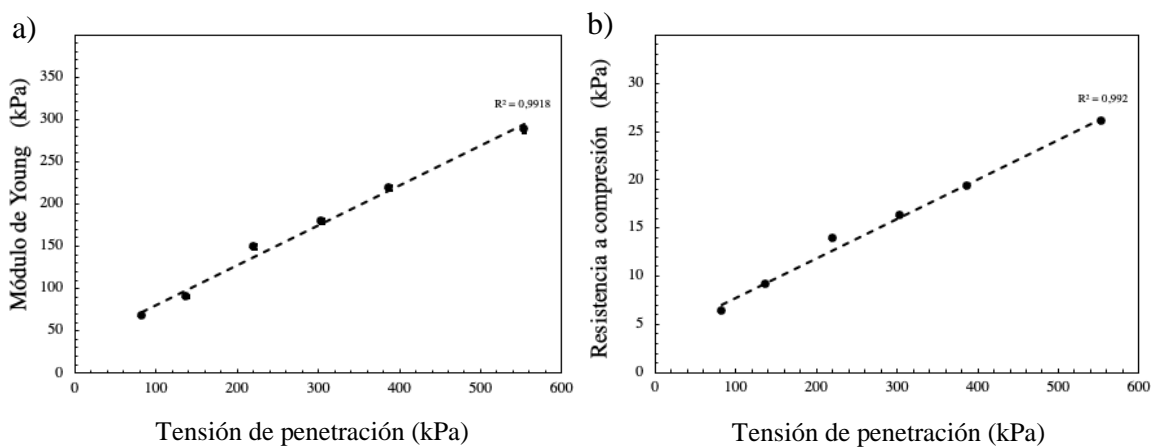 a)
Módulo de Young (kPa)
350
300
250
200
150
100
50
0
0 100 200 300 400 500 600
R² = 0,9918
Tensión de penetración (kPa)
b)
Resistencia a compresión (kPa)
30
25
20
15
10
5
0
0 100 200 300 400 500 600
R² = 0,992
Tensión de penetración (kPa)